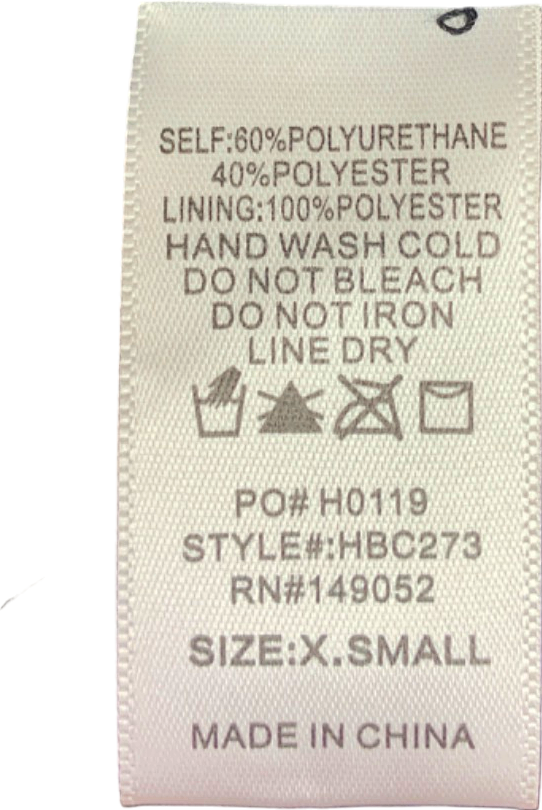 SELF:60%POLYURETHANE
40%POLYESTER
LINING:100%POLYESTER
HAND WASH COLD
DO NOT BLEACH
DO NOT IRON
LINE DRY
PO# H0119
STYLE#:HBC273
RN#149052
SIZE:X.SMALL
MADE IN CHINA